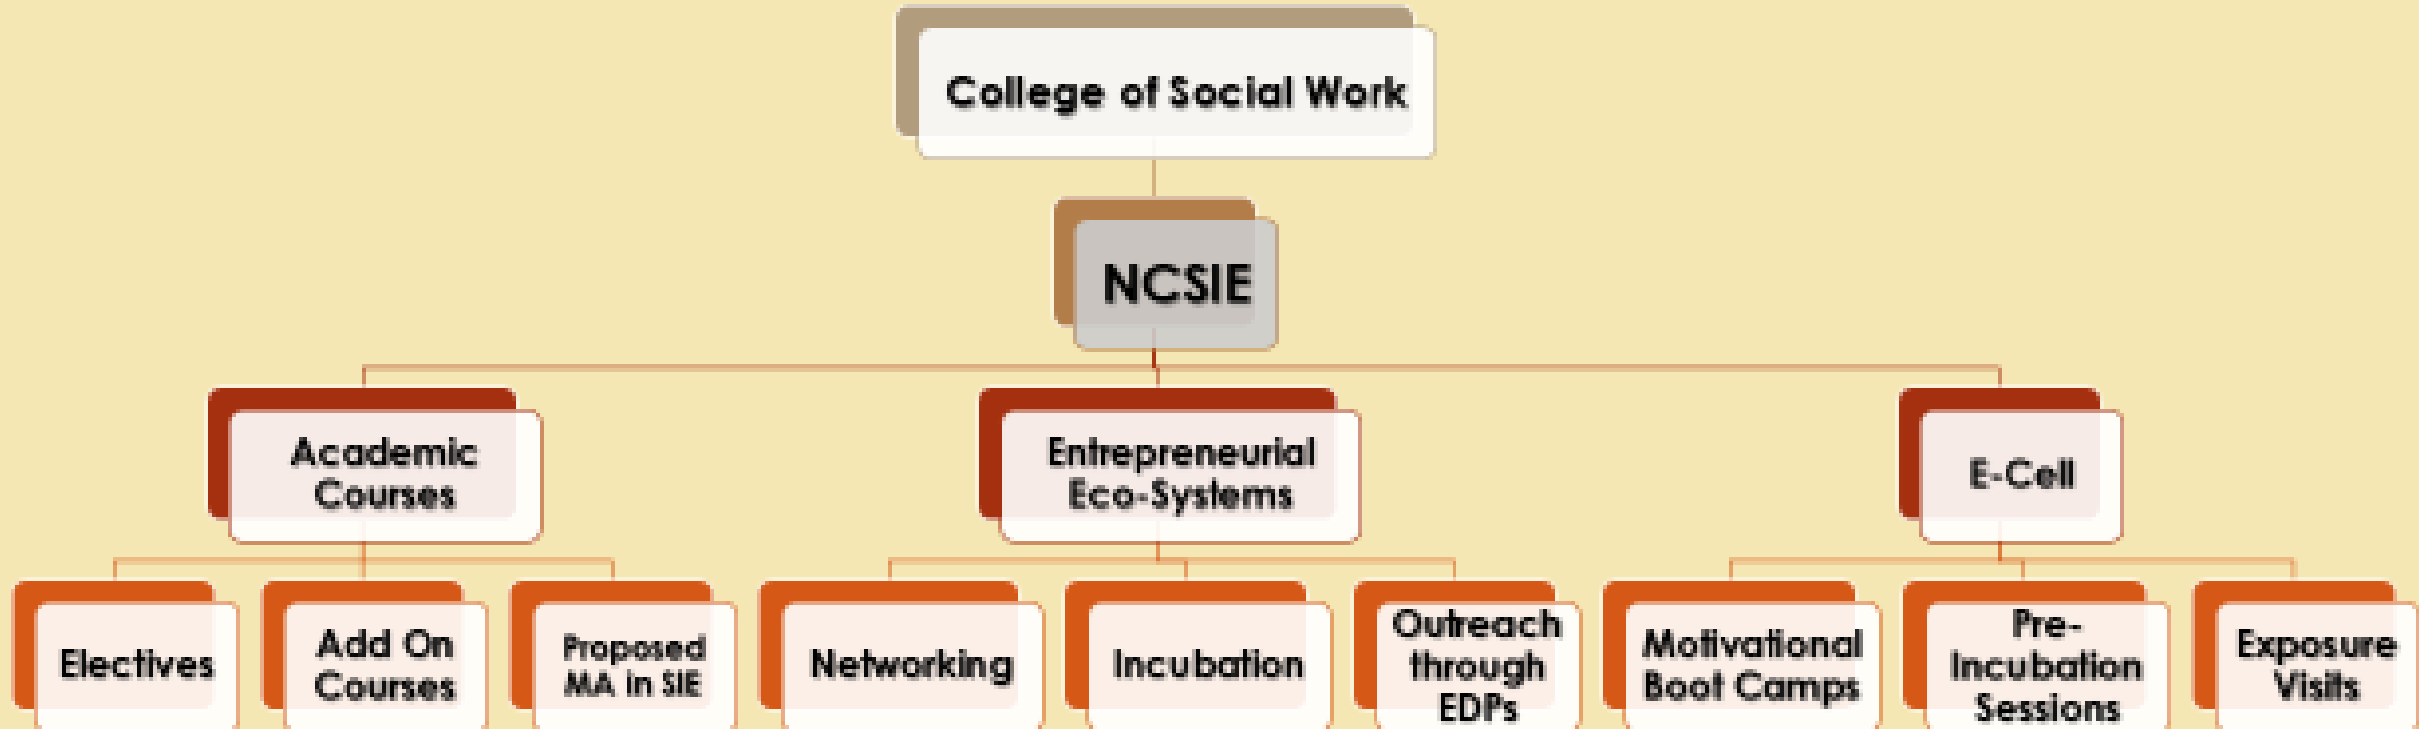 College of Social Work
NCSIE
Academic
Courses
Entrepreneurial
Eco-Systems
E-Cell
Electives
Add On
Courses
Proposed
MA in SIE
Networking
Incubation
Outreach
through
EDPs
Motivational
Boot Camps
Pre-
Incubation
Sessions
Exposure
Visits